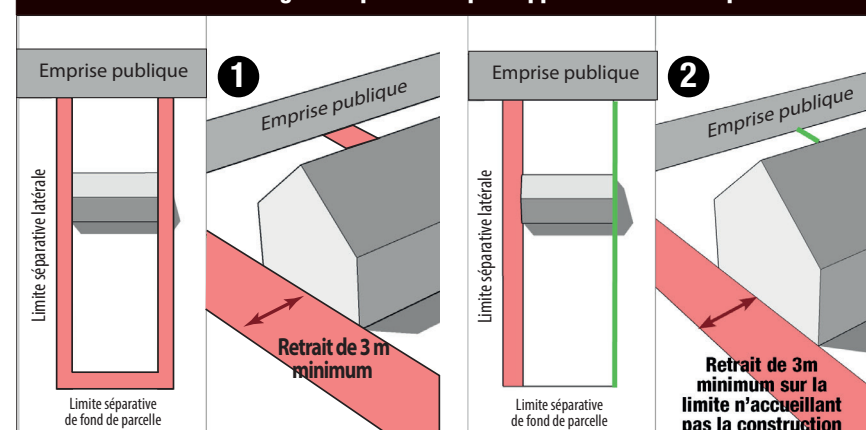 Emprise publique
Limite séparative latérale
Limite séparative
de fond de parcelle
1
Emprise publique
Retrait de 3 m
minimum
Emprise publique
Limite séparative latérale
Limite séparative
de fond de parcelle
2
Emprise publique
Retrait de 3m
minimum sur la
limite n'accueillant
pas la construction